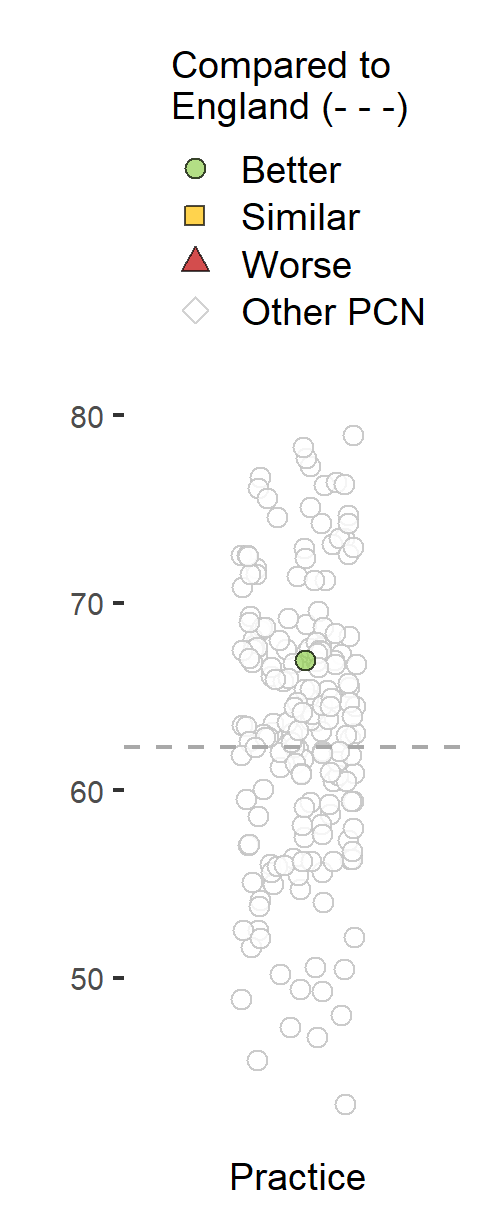 Compared to
England (- - -)
Better
Similar
Worse
Other PCN
80
70
60
50
Practice